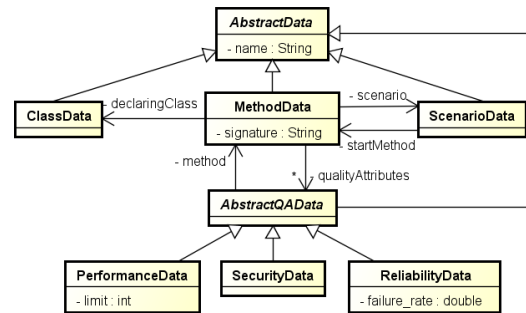 AbstractData
- name : String
- declaringClass
- scenario
ClassData
MethodData
ScenarioData
- signature : String
- startMethod
- method
* - qualityAttributes
AbstractQAData
PerformanceData
SecurityData
ReliabilityData
- limit : int
- failure_rate : double